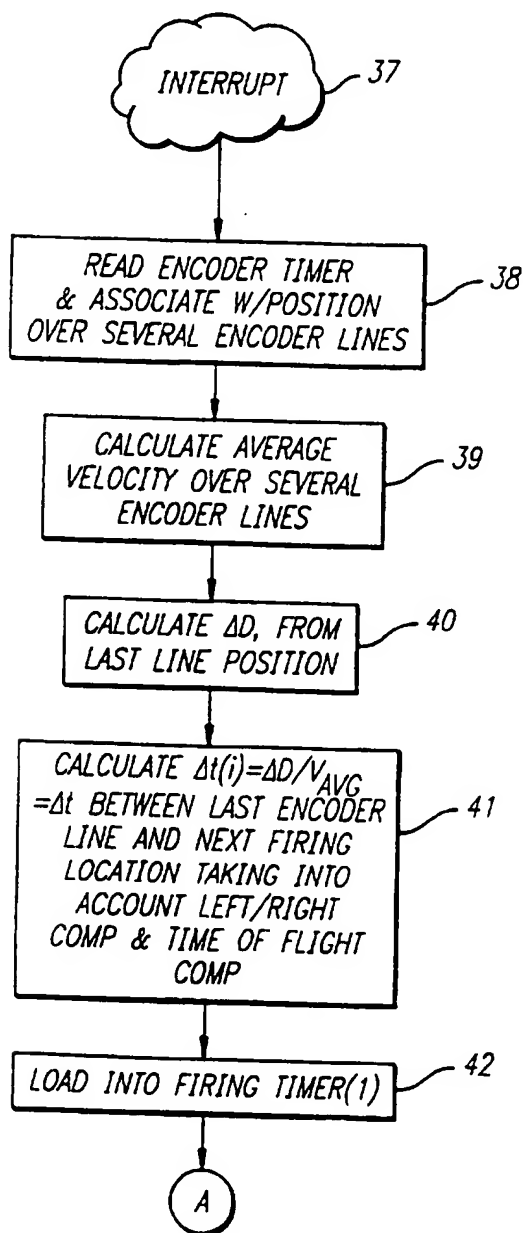 INTERRUPT
37
READ ENCODER TIMER
& ASSOCIATE W/POSITION
OVER SEVERAL ENCODER LINES
38
CALCULATE AVERAGE
VELOCITY OVER SEVERAL
ENCODER LINES
39
CALCULATE ΔD, FROM
LAST LINE POSITION
40
CALCULATE Δt(i)=ΔD/VAVG
=Δt BETWEEN LAST ENCODER
LINE AND NEXT FIRING
LOCATION TAKING INTO
ACCOUNT LEFT/RIGHT
COMP & TIME OF FLIGHT
COMP
41
LOAD INTO FIRING TIMER(1)
42
A